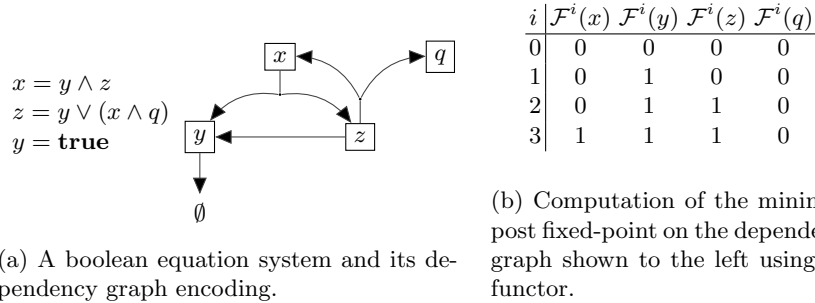 x = y ∧ z
z = y ∨ (x ∧ q)
y = true
x
q
y
z
∅
(a) A boolean equation system and its de-
pendency graph encoding.
i F^i(x) F^i(y) F^i(z) F^i(q)
0 0 0 0 0
1 0 1 0 0
2 0 1 1 0
3 1 1 1 0
(b) Computation of the minim
post fixed-point on the depende
graph shown to the left using
functor.